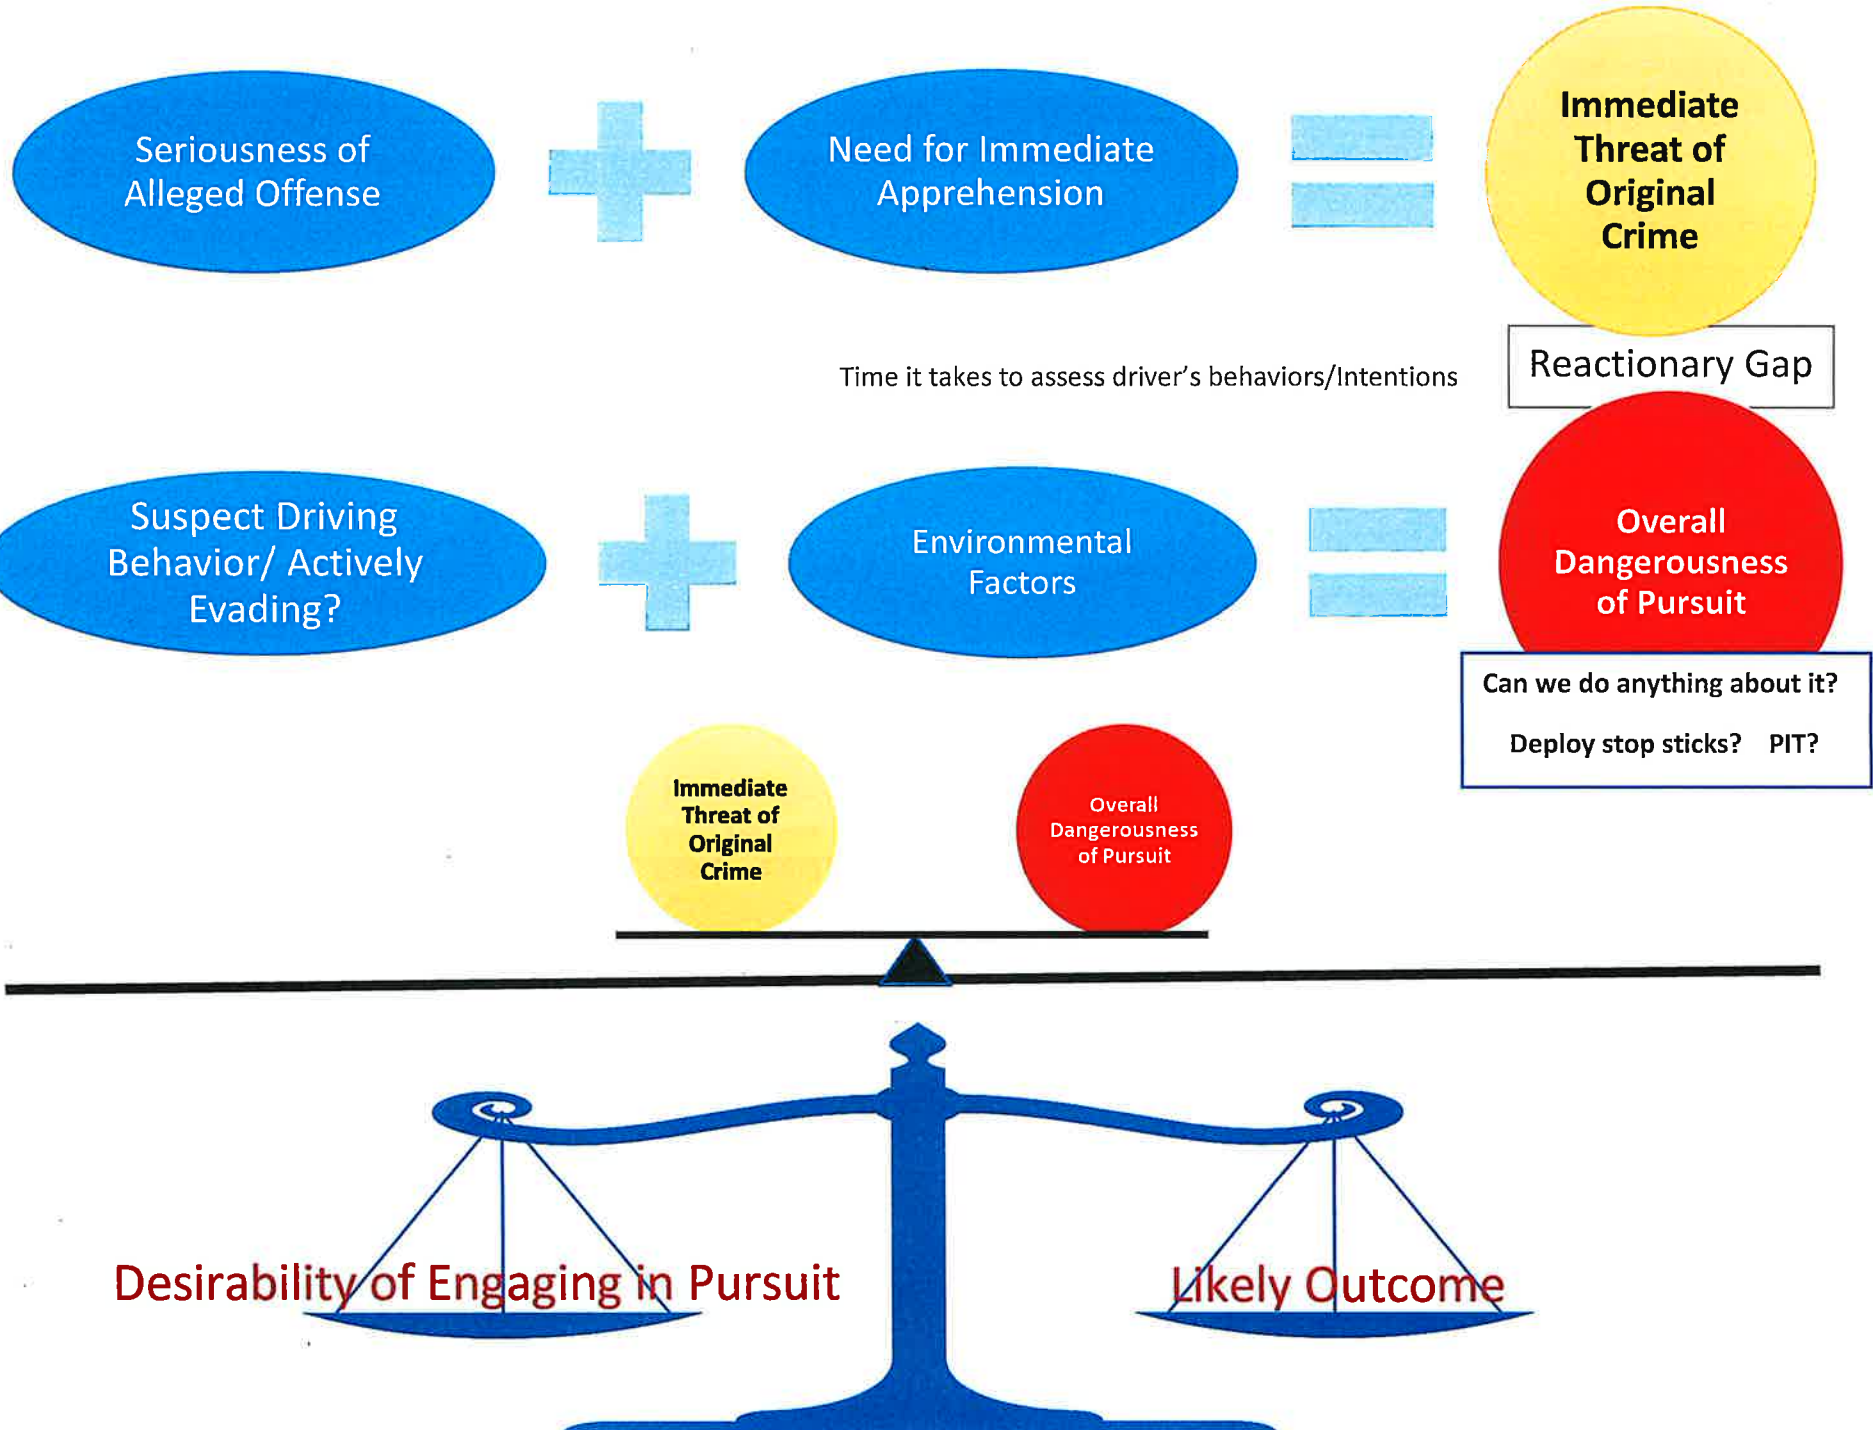 Seriousness of
Alleged Offense
Need for Immediate
Apprehension
Immediate
Threat of
Original
Crime
Time it takes to assess driver's behaviors/Intentions
Reactionary Gap
Suspect Driving
Behavior/ Actively
Evading?
Environmental
Factors
Overall
Dangerousness
of Pursuit
Can we do anything about it?
Deploy stop sticks? PIT?
Immediate
Threat of
Original
Crime
Overall
Dangerousness
of Pursuit
Desirability of Engaging in Pursuit
Likely Outcome